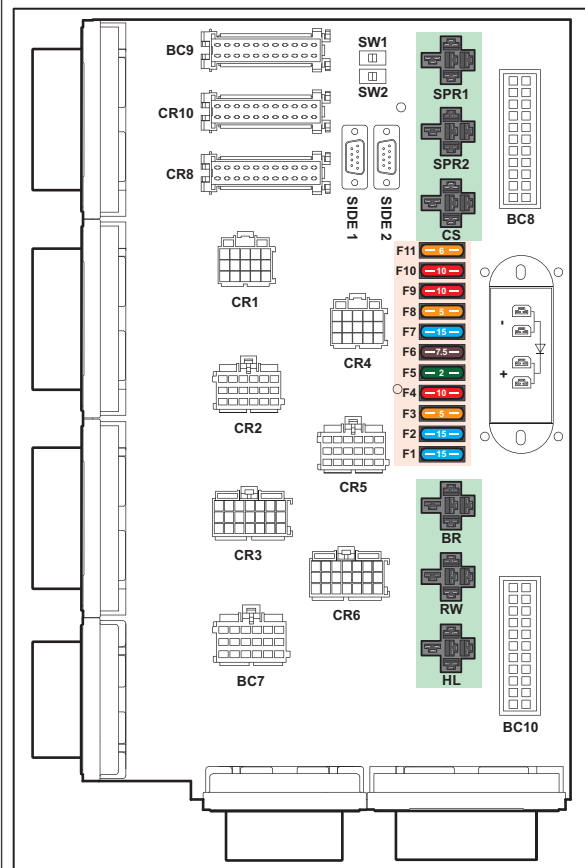 BC9
SW1
SW2
CR10
CR8
SIDE 1
SIDE 2
SPR1
SPR2
CS
BC8
CR1
CR4
CR2
CR5
CR3
CR6
BC7
F11 6
F10 10
F9 10
F8 5
F7 15
F6 7.5
F5 2
F4 10
F3 5
F2 15
F1 15
-
+
BR
RW
HL
BC10